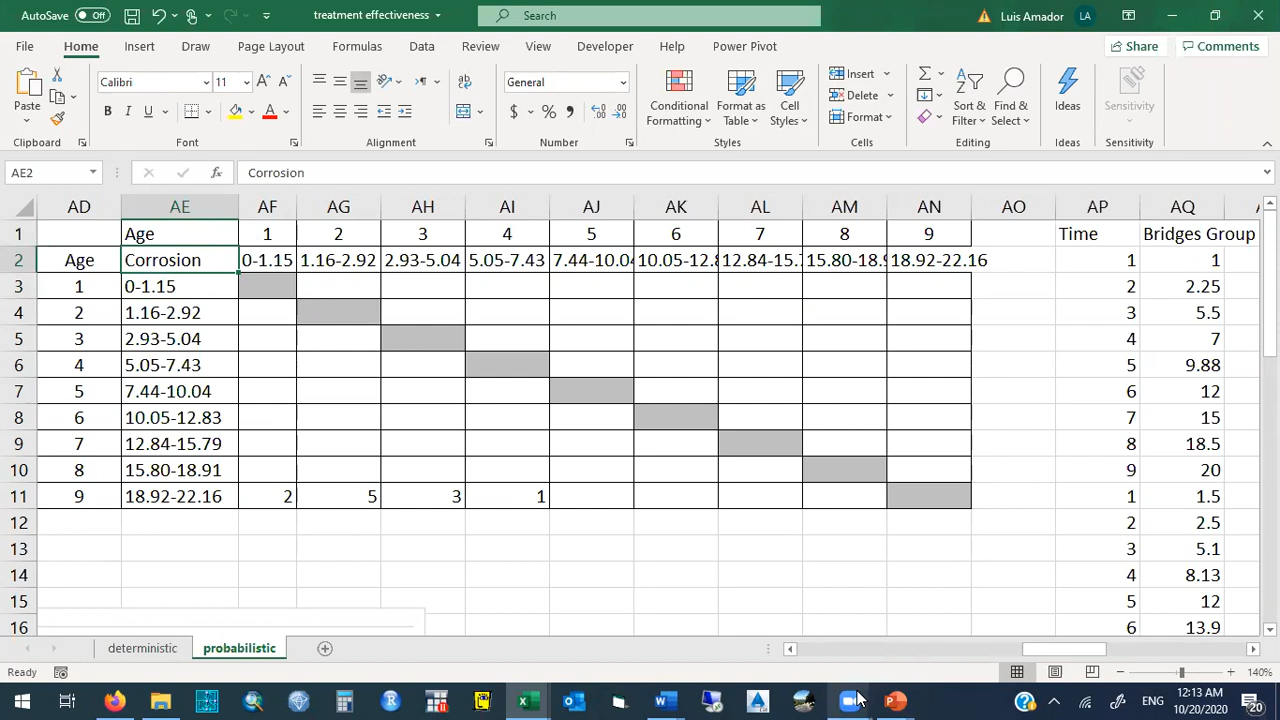 AutoSave Off treatment effectiveness Search Luis Amador LA
File Home Insert Draw Page Layout Formulas Data Review View Developer Help Power Pivot Share Comments
Paste Calibri 11 General Conditional Formatting Format as Table Cell Styles Insert Delete Format Sort & Filter Find & Select Ideas Sensitivity
Clipboard Font Alignment Number Styles Cells Editing Ideas Sensitivity
AE2 Corrosion
AD AE AF AG AH AI AJ AK AL AM AN AO AP AQ
1 Age 1 2 3 4 5 6 7 8 9 Time Bridges Group
2 Age Corrosion 0-1.15 1.16-2.92 2.93-5.04 5.05-7.43 7.44-10.04 10.05-12.8 12.84-15.7 15.80-18.9 18.92-22.16 1 1
3 1 0-1.15 2 2.25
4 2 1.16-2.92 3 5.5
5 3 2.93-5.04 4 7
6 4 5.05-7.43 5 9.88
7 5 7.44-10.04 6 12
8 6 10.05-12.83 7 15
9 7 12.84-15.79 8 18.5
10 8 15.80-18.91 9 20
11 9 18.92-22.16 2 5 3 1 1 1.5
12 2 2.5
13 3 5.1
14 4 8.13
15 5 12
16 6 13.9
deterministic probabilistic
Ready 140%
ENG 12:13 AM
10/20/2020 20